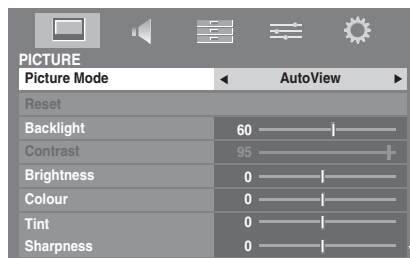 PICTURE
Picture Mode AutoView
Reset
Backlight 60
Contrast 95
Brightness 0
Colour 0
Tint 0
Sharpness 0